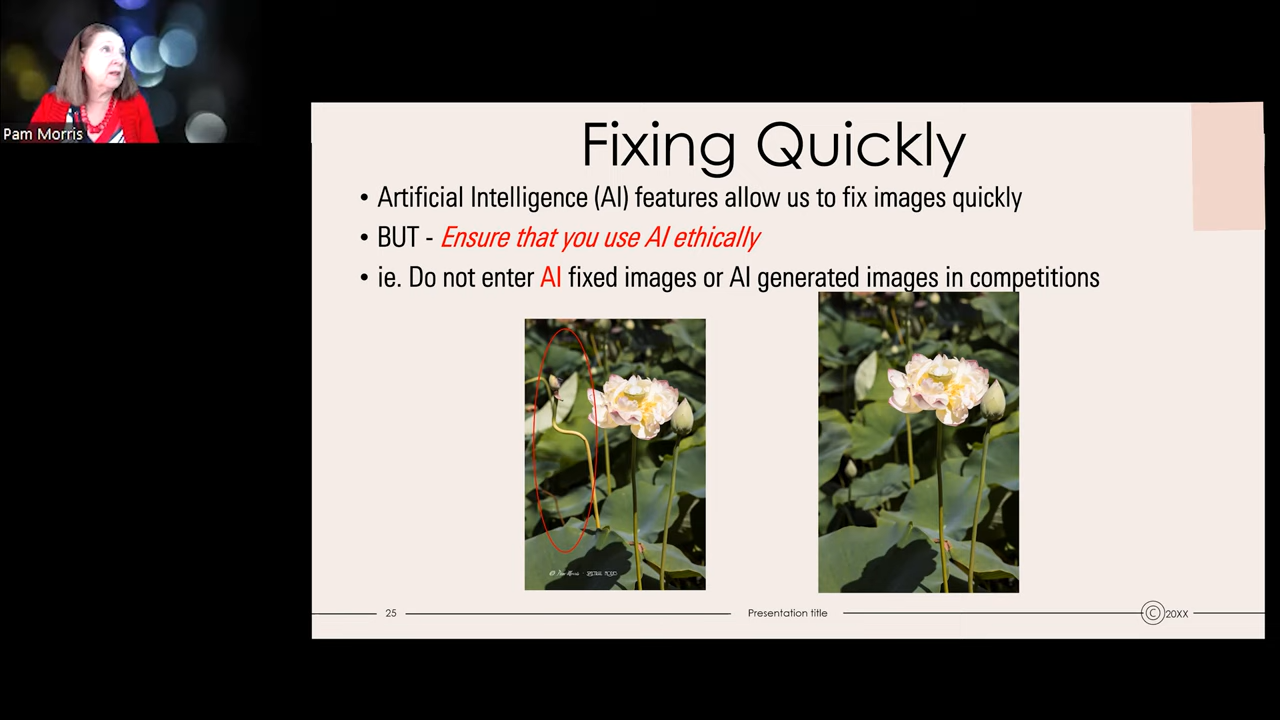 Pam Morris
Fixing Quickly
• Artificial Intelligence (AI) features allow us to fix images quickly
• BUT - Ensure that you use AI ethically
• ie. Do not enter AI fixed images or AI generated images in competitions
25
Presentation title
© 20XX